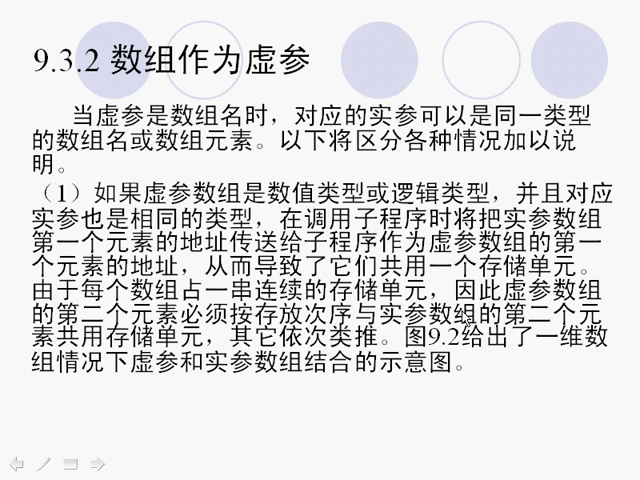 9.3.2 数组作为虚参
当虚参是数组名时，对应的实参可以是同一类型
的数组名或数组元素。以下将区分各种情况加以说
明。
（1）如果虚参数组是数值类型或逻辑类型，并且对应
实参也是相同的类型，在调用子程序时将把实参数组
第一个元素的地址传送给子程序作为虚参数组的第一
个元素的地址，从而导致了它们共用一个存储单元。
由于每个数组占一串连续的存储单元，因此虚参数组
的第二个元素必须按存放次序与实参数组的第二个元
素共用存储单元，其它依次类推。图9.2给出了一维数
组情况下虚参和实参数组结合的示意图。